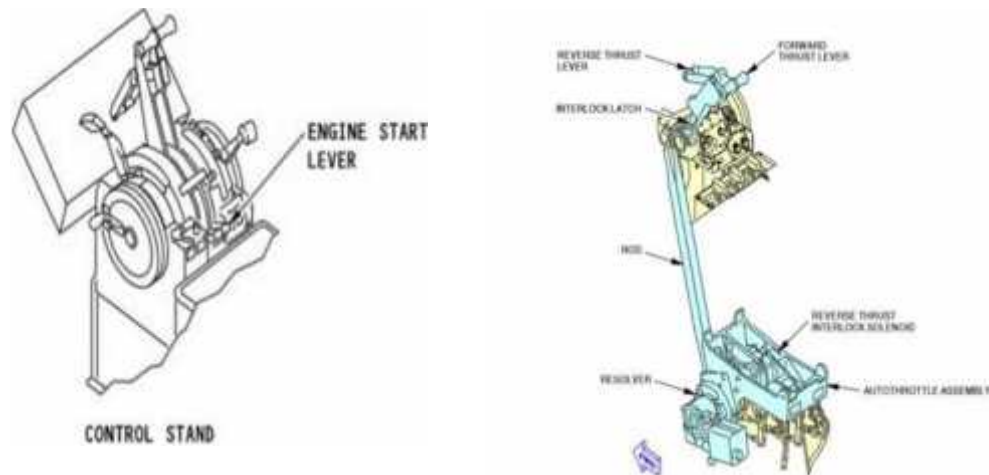 ENGINE START
LEVER
CONTROL STAND
REVERSE THRUST
LEVER
FORWARD
THRUST LEVER
INTERLOCK LATCH
ROD
REVERSE THRUST
INTERLOCK SOLENOID
RESOLVER
AUTOTHROTTLE ASSEMBLY